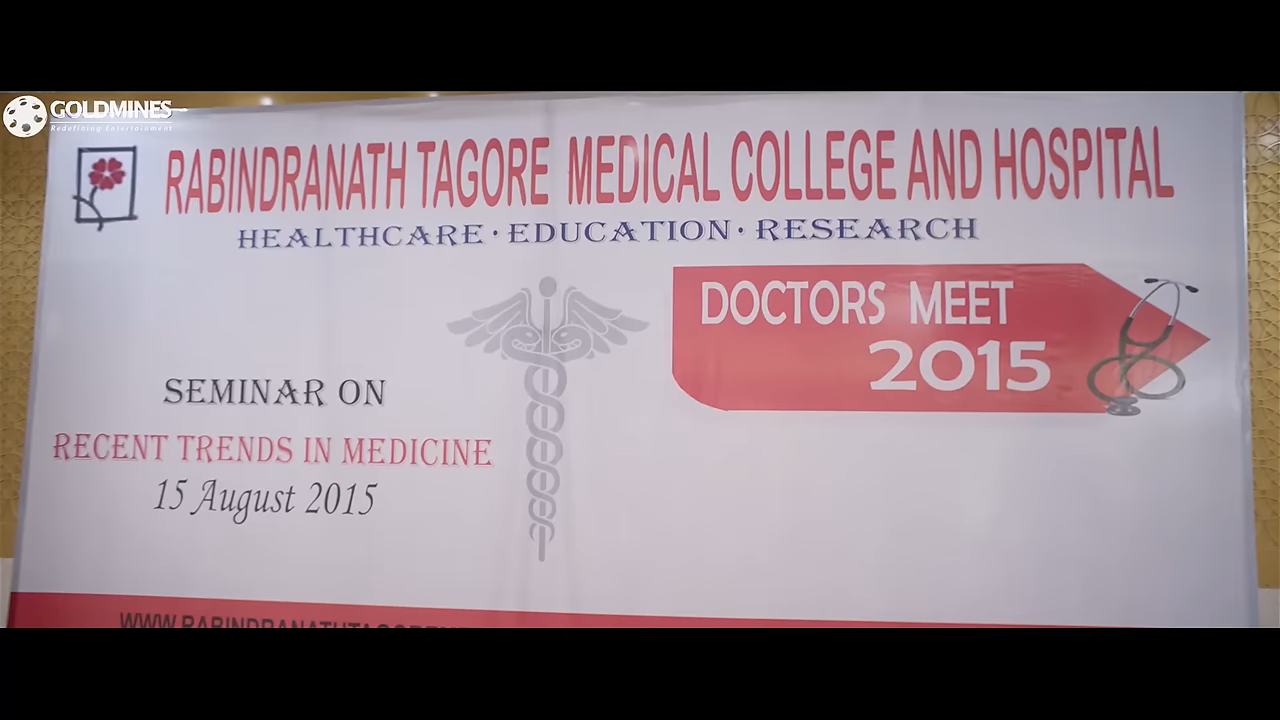 GOLDMINES
Redefining Entertainment
RABINDRANATH TAGORE MEDICAL COLLEGE AND HOSPITAL
HEALTHCARE · EDUCATION · RESEARCH
DOCTORS MEET
2015
SEMINAR ON
RECENT TRENDS IN MEDICINE
15 August 2015